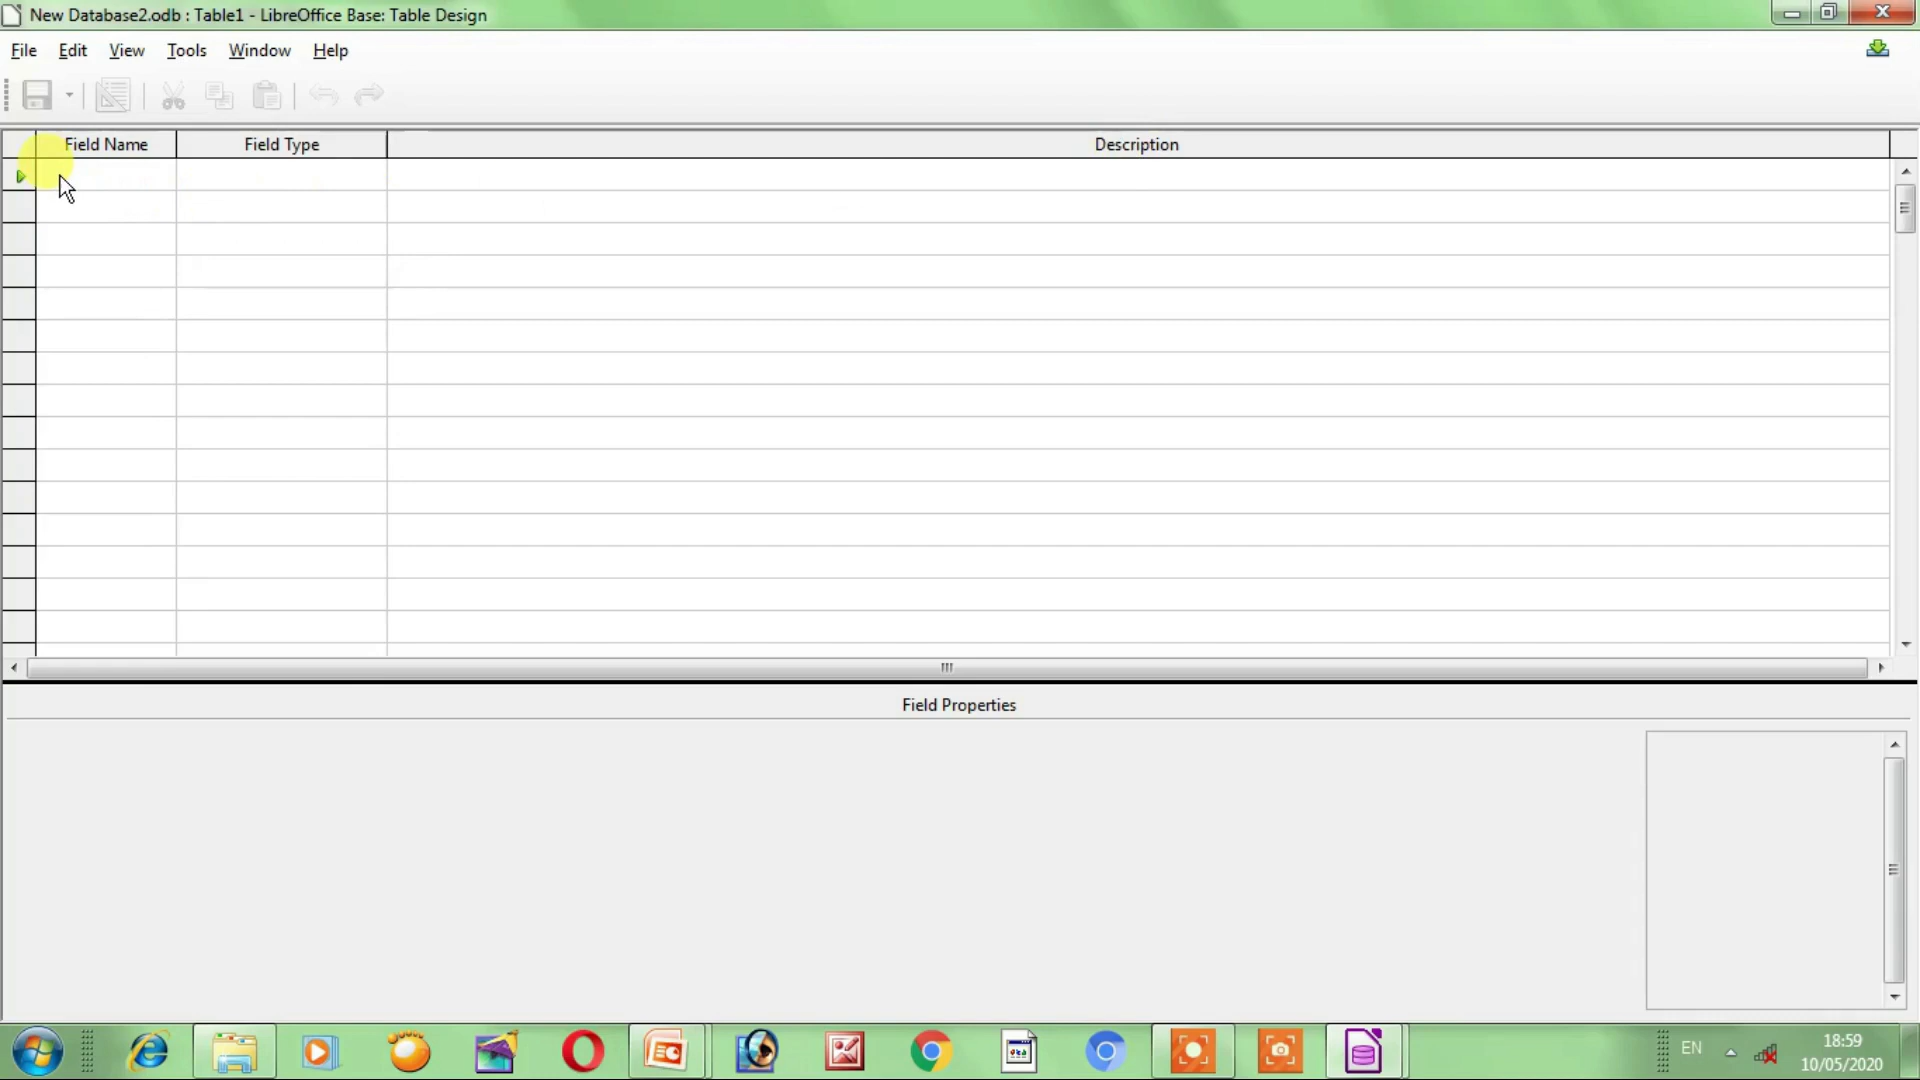 New Database2.odb : Table1 - LibreOffice Base: Table Design
File Edit View Tools Window Help
Field Name Field Type Description
Field Properties
EN
18:59
10/05/2020